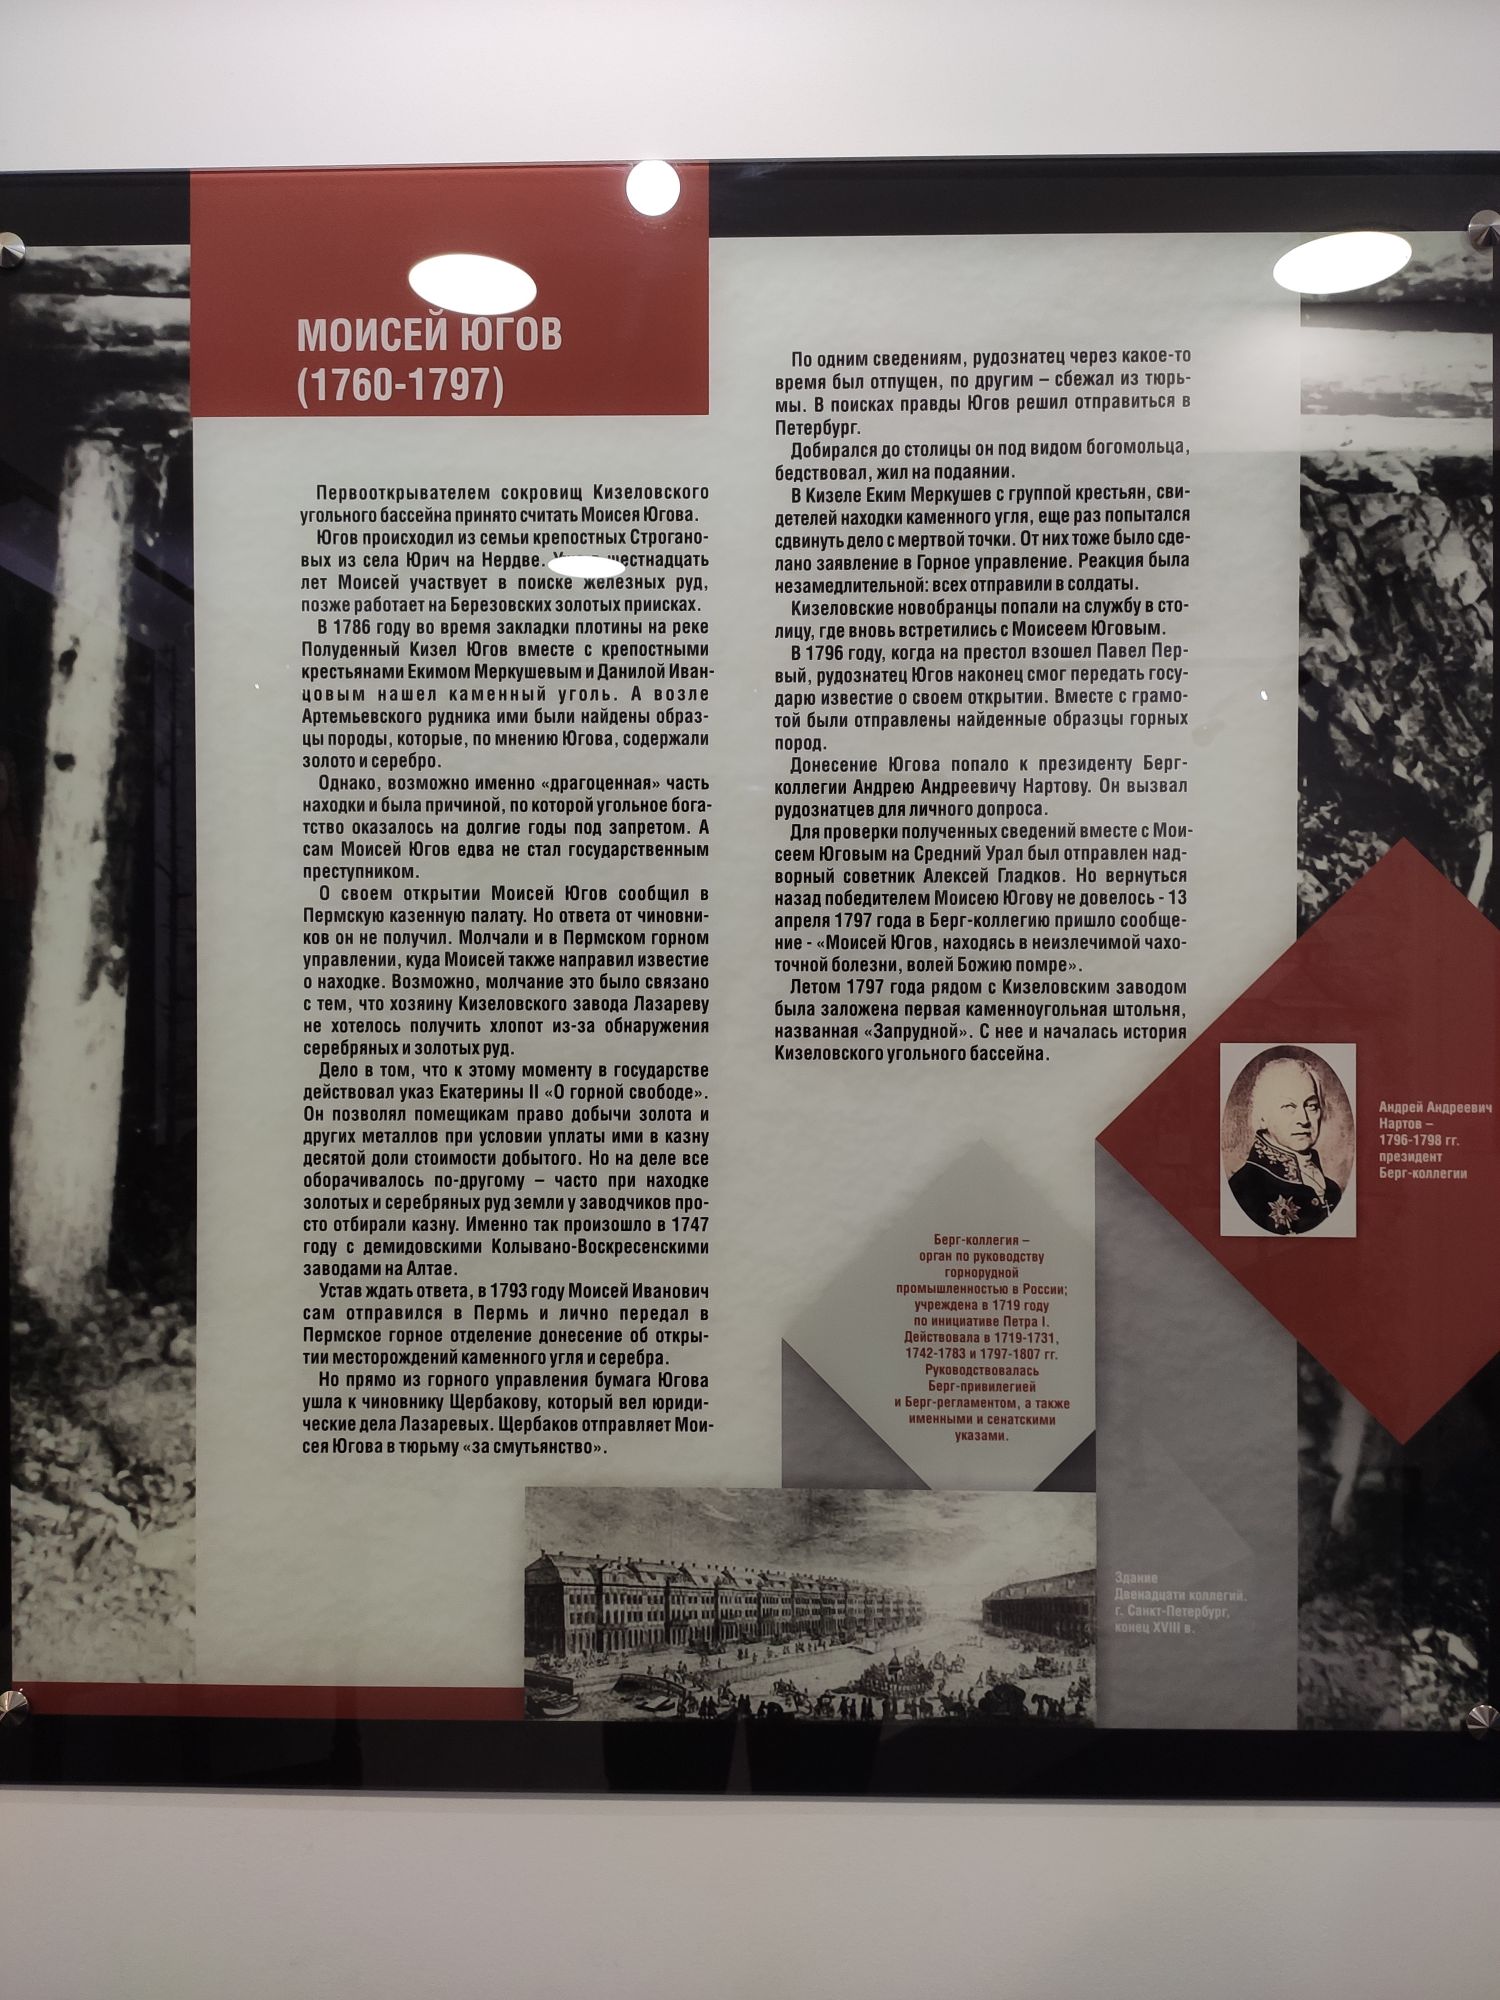 МОИСЕЙ ЮГОВ
(1760-1797)
Первооткрывателем сокровищ Кизеловского
угольного бассейна принято считать Моисея Югова.
Югов происходил из семьи крепостных Строгано-
вых из села Юрич на Нердве. шестнадцать
лет Моисей участвует в поиске железных руд,
позже работает на Березовских золотых приисках.
В 1786 году во время закладки плотины на реке
Полуденный Кизел Югов вместе с крепостными
крестьянами Екимом Меркушевым и Данилой Иван-
цовым нашел каменный уголь. А возле
Артемьевского рудника ими были найдены образ-
цы породы, которые, по мнению Югова, содержали
золото и серебро.
Однако, возможно именно «драгоценная» часть
находки и была причиной, по которой угольное бога-
тство оказалось на долгие годы под запретом. А
сам Моисей Югов едва не стал государственным
преступником.
О своем открытии Моисей Югов сообщил в
Пермскую казенную палату. Но ответа от чиновни-
ков он не получил. Молчали и в Пермском горном
управлении, куда Моисей также направил известие
о находке. Возможно, молчание это было связано
с тем, что хозяину Кизеловского завода Лазареву
не хотелось получить хлопот из-за обнаружения
серебряных и золотых руд.
Дело в том, что к этому моменту в государстве
действовал указ Екатерины II «О горной свободе».
Он позволял помещикам право добычи золота и
других металлов при условии уплаты ими в казну
десятой доли стоимости добытого. Но на деле все
оборачивалось по-другому – часто при находке
золотых и серебряных руд земли у заводчиков про-
сто отбирали казну. Именно так произошло в 1747
году с демидовскими Колывано-Воскресенскими
заводами на Алтае.
Устав ждать ответа, в 1793 году Моисей Иванович
сам отправился в Пермь и лично передал в
Пермское горное отделение донесение об откры-
тии месторождений каменного угля и серебра.
Но прямо из горного управления бумага Югова
ушла к чиновнику Щербакову, который вел юриди-
ческие дела Лазаревых. Щербаков отправляет Мои-
сея Югова в тюрьму «за смутьянство».
По одним сведениям, рудознатец через какое-то
время был отпущен, по другим – сбежал из тюрь-
мы. В поисках правды Югов решил отправиться в
Петербург.
Добирался до столицы он под видом богомольца,
бедствовал, жил на подаянии.
В Кизеле Еким Меркушев с группой крестьян, сви-
детелей находки каменного угля, еще раз попытался
сдвинуть дело с мертвой точки. От них тоже было сде-
лано заявление в Горное управление. Реакция была
незамедлительной: всех отправили в солдаты.
Кизеловские новобранцы попали на службу в сто-
лицу, где вновь встретились с Моисеем Юговым.
В 1796 году, когда на престол взошел Павел Пер-
вый, рудознатец Югов наконец смог передать госу-
дарю известие о своем открытии. Вместе с грамо-
той были отправлены найденные образцы горных
пород.
Донесение Югова попало к президенту Берг-
коллегии Андрею Андреевичу Нартову. Он вызвал
рудознатцев для личного допроса.
Для проверки полученных сведений вместе с Мои-
сеем Юговым на Средний Урал был отправлен над-
ворный советник Алексей Гладков. Но вернуться
назад победителем Моисею Югову не довелось - 13
апреля 1797 года в Берг-коллегию пришло сообще-
ние - «Моисей Югов, находясь в неизлечимой чахо-
точной болезни, волей Божию помре».
Летом 1797 года рядом с Кизеловским заводом
была заложена первая каменноугольная штольня,
названная «Запрудной». С нее и началась история
Кизеловского угольного бассейна.
Андрей Андреевич
Нартов –
1796-1798 гг.
президент
Берг-коллегии
Берг-коллегия –
орган по руководству
горнорудной
промышленностью в России;
учреждена в 1719 году
по инициативе Петра I.
Действовала в 1719-1731,
1742-1783 и 1797-1807 гг.
Руководствовалась
Берг-привилегией
и Берг-регламентом, а также
именными и сенатскими
указами.
Здание
Двенадцати коллегий.
г. Санкт-Петербург,
конец XVIII в.